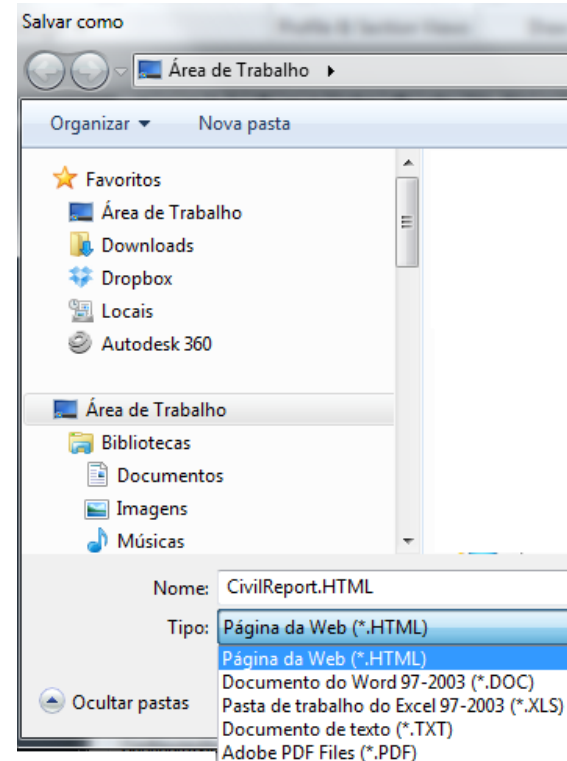 Salvar como
Área de Trabalho
Organizar
Nova pasta
Favoritos
Área de Trabalho
Downloads
Dropbox
Locais
Autodesk 360
Área de Trabalho
Bibliotecas
Documentos
Imagens
Músicas
Nome: CivilReport.HTML
Tipo: Página da Web (*.HTML)
Página da Web (*.HTML)
Documento do Word 97-2003 (*.DOC)
Pasta de trabalho do Excel 97-2003 (*.XLS)
Ocultar pastas
Documento de texto (*.TXT)
Adobe PDF Files (*.PDF)